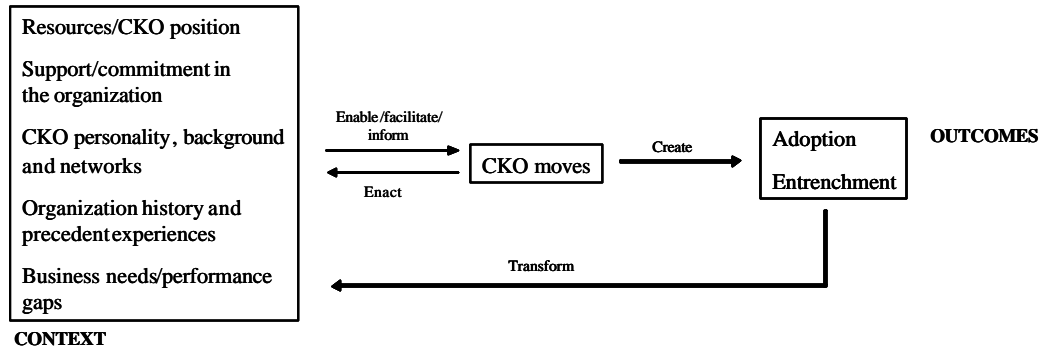 Resources/CKO position
Support/commitment in
the organization
CKO personality, background
and networks
Organization history and
precedent experiences
Business needs/performance
gaps
CONTEXT
Enable/facilitate/
inform
Enact
CKO moves
Create
Adoption
Entrenchment
OUTCOMES
Transform